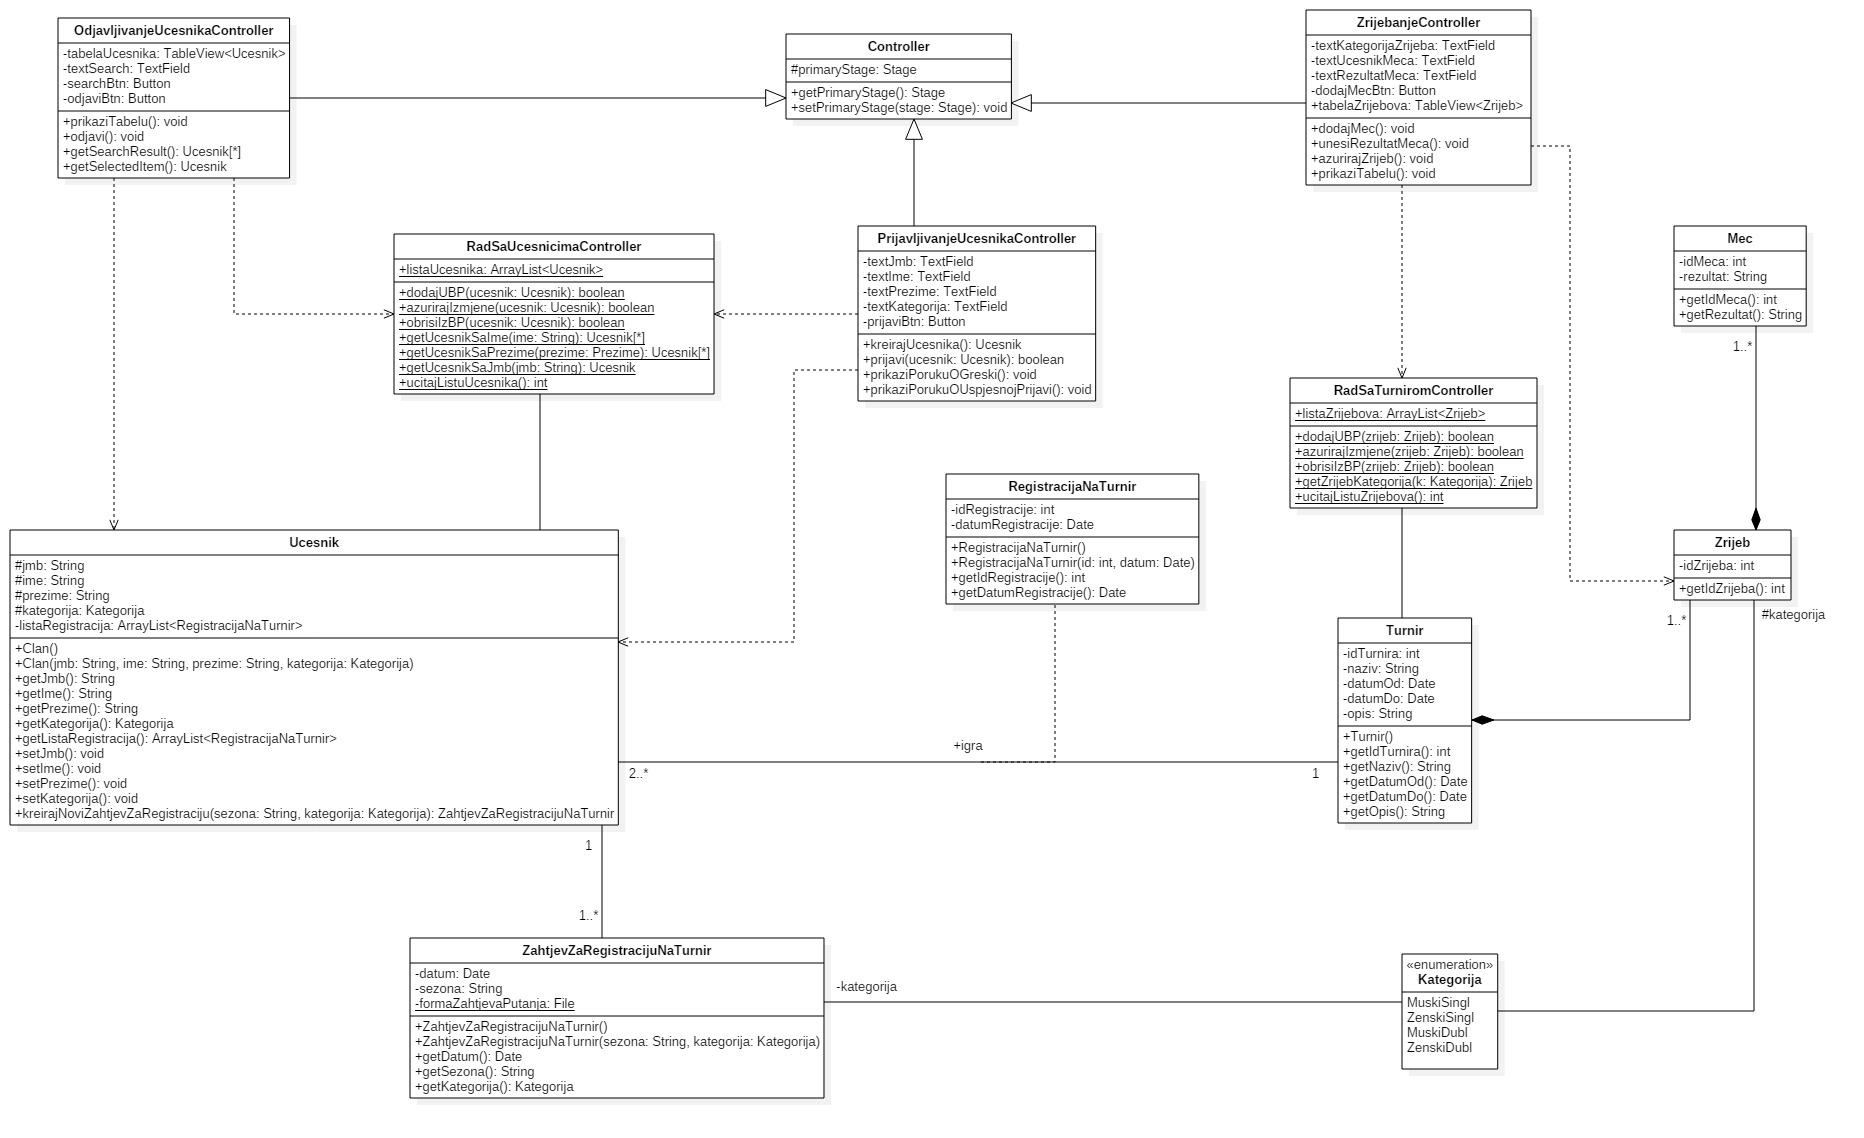 OdjavljivanjeUcesnikaController
-tabelaUcesnika: TableView<Ucesnik>
-textSearch: TextField
-searchBtn: Button
-odjaviBtn: Button
+prikaziTabelu(): void
+odjavi(): void
+getSearchResult(): Ucesnik[*]
+getSelectedItem(): Ucesnik
Controller
#primaryStage: Stage
+getPrimaryStage(): Stage
+setPrimaryStage(stage: Stage): void
ZrijebanjeController
-textKategorijaZrijeba: TextField
-textUcesnikMeca: TextField
-textRezultatMeca: TextField
-dodajMecBtn: Button
+tabelaZrijebova: TableView<Zrijeb>
+dodajMec(): void
+unesiRezultatMeca(): void
+azurirajZrijeb(): void
+prikaziTabelu(): void
RadSaUcesnicimaController
+listaUcesnika: ArrayList<Ucesnik>
+dodajUBP(ucesnik: Ucesnik): boolean
+azurirajIzmjene(ucesnik: Ucesnik): boolean
+obrisiIzBP(ucesnik: Ucesnik): boolean
+getUcesnikSaIme(ime: String): Ucesnik[*]
+getUcesnikSaPrezime(prezime: Prezime): Ucesnik[*]
+getUcesnikSaJmb(jmb: String): Ucesnik
+ucitajListuUcesnika(): int
PrijavljivanjeUcesnikaController
-textJmb: TextField
-textIme: TextField
-textPrezime: TextField
-textKategorija: TextField
-prijaviBtn: Button
+kreirajUcesnika(): Ucesnik
+prijavi(ucesnik: Ucesnik): boolean
+prikaziPorukuOGreski(): void
+prikaziPorukuOUspjesnojPrijavi(): void
Mec
-idMeca: int
-rezultat: String
+getIdMeca(): int
+getRezultat(): String
1..*
RadSaTurniromController
+listaZrijebova: ArrayList<Zrijeb>
+dodajUBP(zrijeb: Zrijeb): boolean
+azurirajIzmjene(zrijeb: Zrijeb): boolean
+obrisiIzBP(zrijeb: Zrijeb): boolean
+getZrijebKategorija(k: Kategorija): Zrijeb
+ucitajListuZrijebova(): int
RegistracijaNaTurnir
-idRegistracije: int
-datumRegistracije: Date
+RegistracijaNaTurnir()
+RegistracijaNaTurnir(id: int, datum: Date)
+getIdRegistracije(): int
+getDatumRegistracije(): Date
Zrijeb
-idZrijeba: int
+getIdZrijeba(): int
1..*
#kategorija
Ucesnik
#jmb: String
#ime: String
#prezime: String
#kategorija: Kategorija
-listaRegistracija: ArrayList<RegistracijaNaTurnir>
+Clan()
+Clan(jmb: String, ime: String, prezime: String, kategorija: Kategorija)
+getJmb(): String
+getIme(): String
+getPrezime(): String
+getKategorija(): Kategorija
+getListaRegistracija(): ArrayList<RegistracijaNaTurnir>
+setJmb(): void
+setIme(): void
+setPrezime(): void
+setKategorija(): void
+kreirajNoviZahtjevZaRegistraciju(sezona: String, kategorija: Kategorija): ZahtjevZaRegistracijuNaTurnir
Turnir
-idTurnira: int
-naziv: String
-datumOd: Date
-datumDo: Date
-opis: String
+Turnir()
+getIdTurnira(): int
+getNaziv(): String
+getDatumOd(): Date
+getDatumDo(): Date
+getOpis(): String
+igra
2..*
1
1
1..*
ZahtjevZaRegistracijuNaTurnir
-datum: Date
-sezona: String
-formaZahtjevaPutanja: File
+ZahtjevZaRegistracijuNaTurnir()
+ZahtjevZaRegistracijuNaTurnir(sezona: String, kategorija: Kategorija)
+getDatum(): Date
+getSezona(): String
+getKategorija(): Kategorija
-kategorija
«enumeration»
Kategorija
MuskiSingl
ZenskiSingl
MuskiDubl
ZenskiDubl